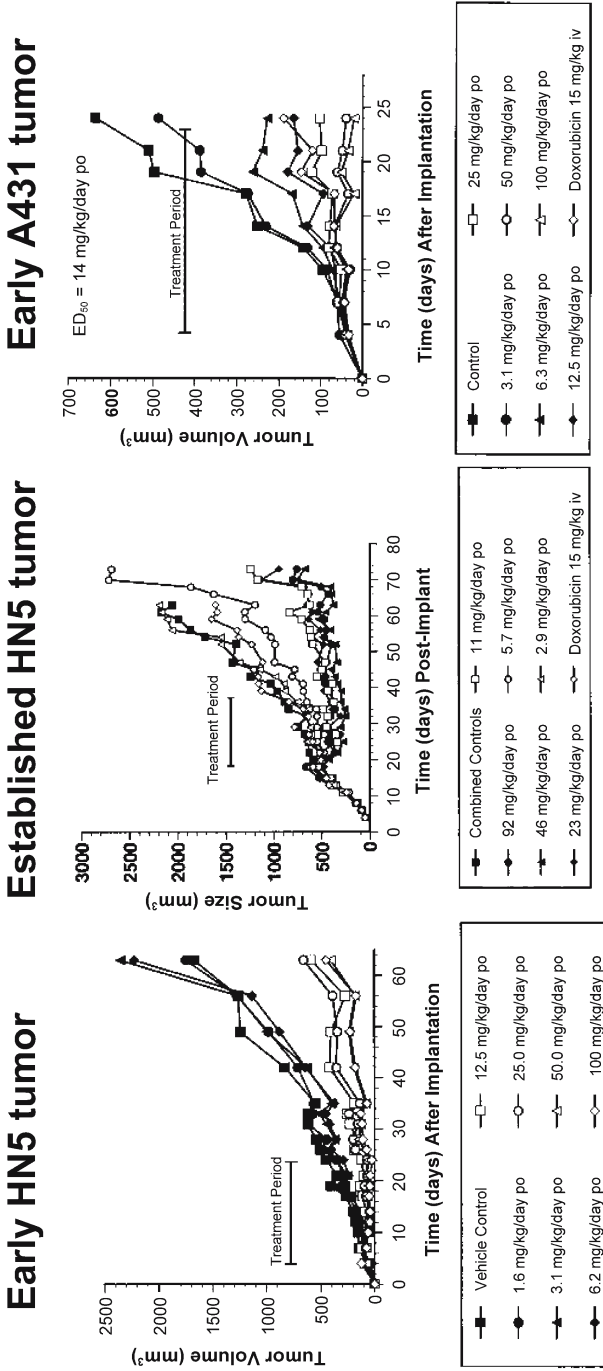 Early HN5 tumor
2500
2000
1500
1000
500
0
Tumor Volume (mm³)
Treatment Period
0 10 20 30 40 50 60
Time (days) After Implantation
Vehicle Control
1.6 mg/kg/day po
3.1 mg/kg/day po
6.2 mg/kg/day po
12.5 mg/kg/day po
25.0 mg/kg/day po
50.0 mg/kg/day po
100 mg/kg/day po
Established HN5 tumor
3000
2500
2000
1500
1000
500
0
Tumor Size (mm³)
Treatment Period
0 10 20 30 40 50 60 70 80
Time (days) Post-Implant
Combined Controls
92 mg/kg/day po
46 mg/kg/day po
23 mg/kg/day po
11 mg/kg/day po
5.7 mg/kg/day po
2.9 mg/kg/day po
Doxorubicin 15 mg/kg iv
Early A431 tumor
700
600
500
400
300
200
100
0
Tumor Volume (mm³)
ED₅₀ = 14 mg/kg/day po
Treatment Period
0 5 10 15 20 25
Time (days) After Implantation
Control
3.1 mg/kg/day po
6.3 mg/kg/day po
12.5 mg/kg/day po
25 mg/kg/day po
50 mg/kg/day po
100 mg/kg/day po
Doxorubicin 15 mg/kg iv